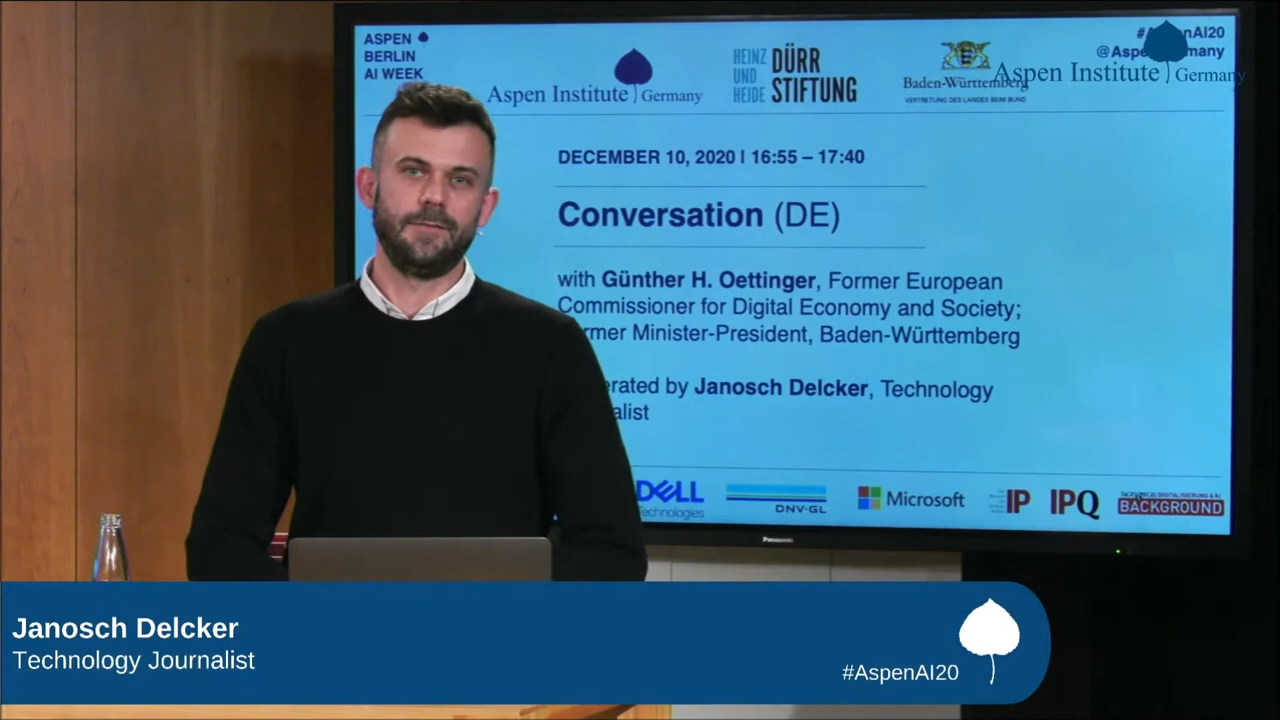 ASPEN
BERLIN
AI WEEK
Aspen Institute Germany
HEINZ
UND
HEIDE
DÜRR
STIFTUNG
Baden-Württemberg
VERTRETUNG DES LANDES BEIM BUND
Aspen Institute Germany
DECEMBER 10, 2020 | 16:55 – 17:40
Conversation (DE)
with Günther H. Oettinger, Former European
Commissioner for Digital Economy and Society;
Minister-President, Baden-Württemberg
by Janosch Delcker, Technology
DELL
Technologies
DNV·GL
Microsoft
IP
IPQ
BACKGROUND
Panasonic
Janosch Delcker
Technology Journalist
#AspenAI20